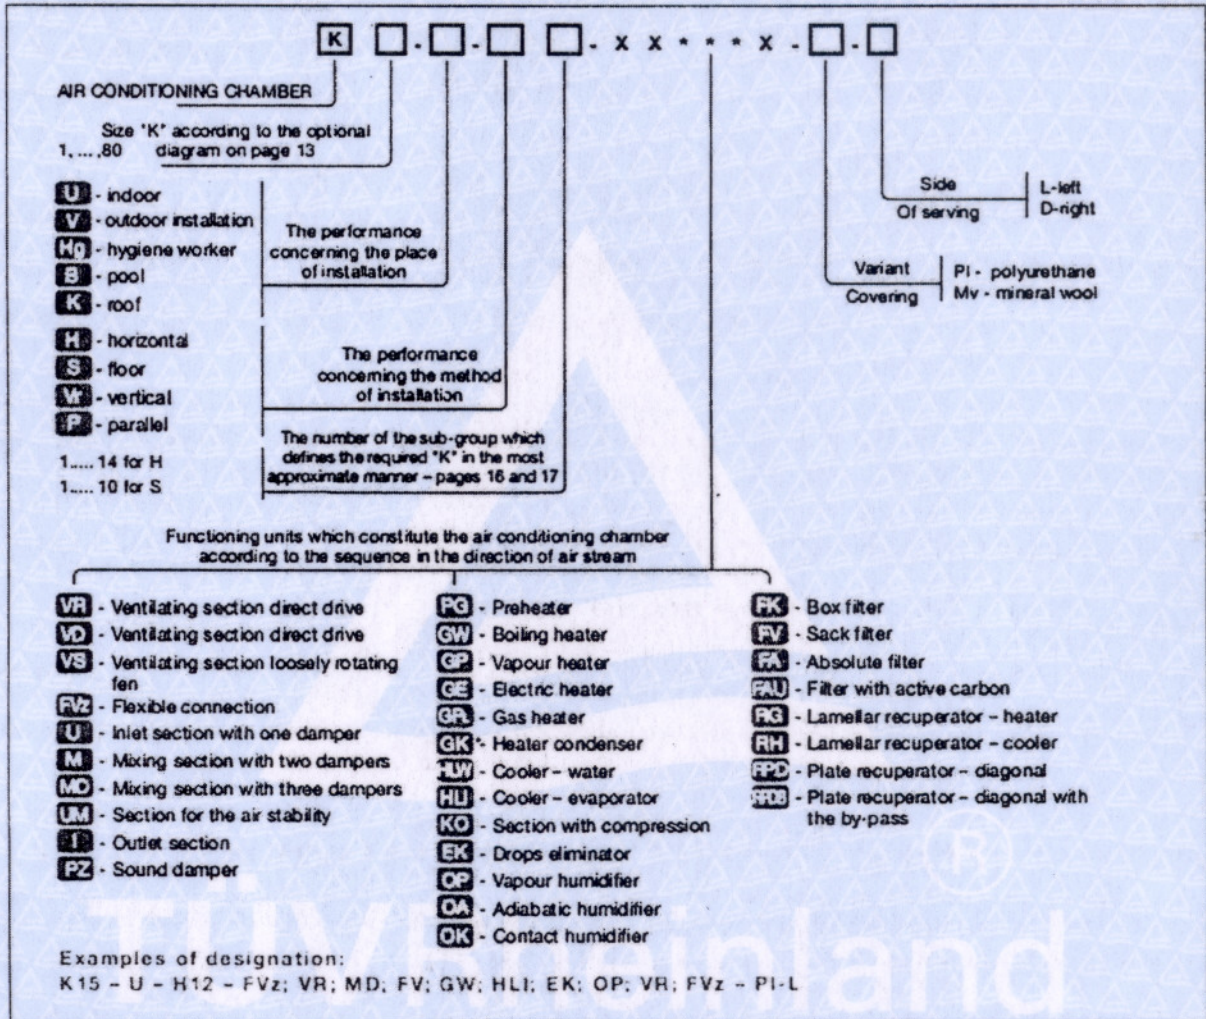 K □ . □ - □ □ - X X * * * X - □ . □
AIR CONDITIONING CHAMBER
Size "K" according to the optional
1, ... ,80 diagram on page 13
U - indoor
V - outdoor installation
Hg - hygiene worker
B - pool
K - roof
The performance
concerning the place
of installation
H - horizontal
S - floor
Vr - vertical
P - parallel
The performance
concerning the method
of installation
1..... 14 for H
1..... 10 for S
The number of the sub-group which
defines the required "K" in the most
approximate manner – pages 16 and 17
Side
Of serving
L-left
D-right
Variant
Covering
PI - polyurethane
Mv - mineral wool
Functioning units which constitute the air conditioning chamber
according to the sequence in the direction of air stream
VR - Ventilating section direct drive
VD - Ventilating section direct drive
VS - Ventilating section loosely rotating
fen
FVz - Flexible connection
U - Inlet section with one damper
M - Mixing section with two dampers
MD - Mixing section with three dampers
UM - Section for the air stability
I - Outlet section
PZ - Sound damper
PG - Preheater
GW - Boiling heater
GP - Vapour heater
GE - Electric heater
GPL - Gas heater
GK - Heater condenser
HLW - Cooler – water
HLI - Cooler – evaporator
KO - Section with compression
EK - Drops eliminator
OP - Vapour humidifier
OA - Adiabatic humidifier
OK - Contact humidifier
FK - Box filter
FV - Sack filter
FA - Absolute filter
FAU - Filter with active carbon
RG - Lamellar recuperator – heater
RH - Lamellar recuperator – cooler
RPD - Plate recuperator – diagonal
RPDB - Plate recuperator – diagonal with
the by-pass
Examples of designation:
K15 – U – H12 – FVz; VR; MD; FV; GW; HLI; EK; OP; VR; FVz – PI-L
TÜVRheinland
®